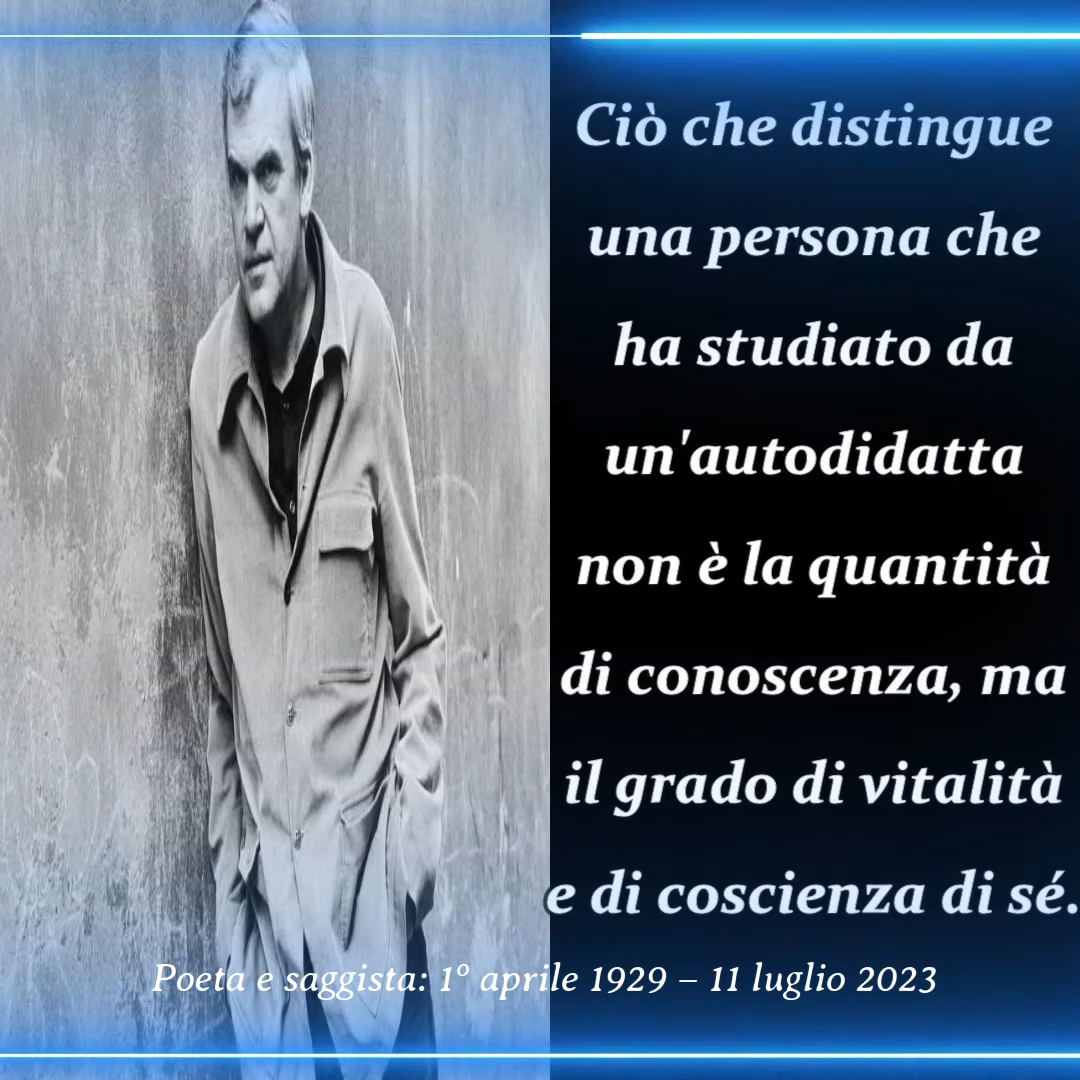 Ciò che distingue
una persona che
ha studiato da
un'autodidatta
non è la quantità
di conoscenza, ma
il grado di vitalità
e di coscienza di sé.
Poeta e saggista: 1º aprile 1929 – 11 luglio 2023